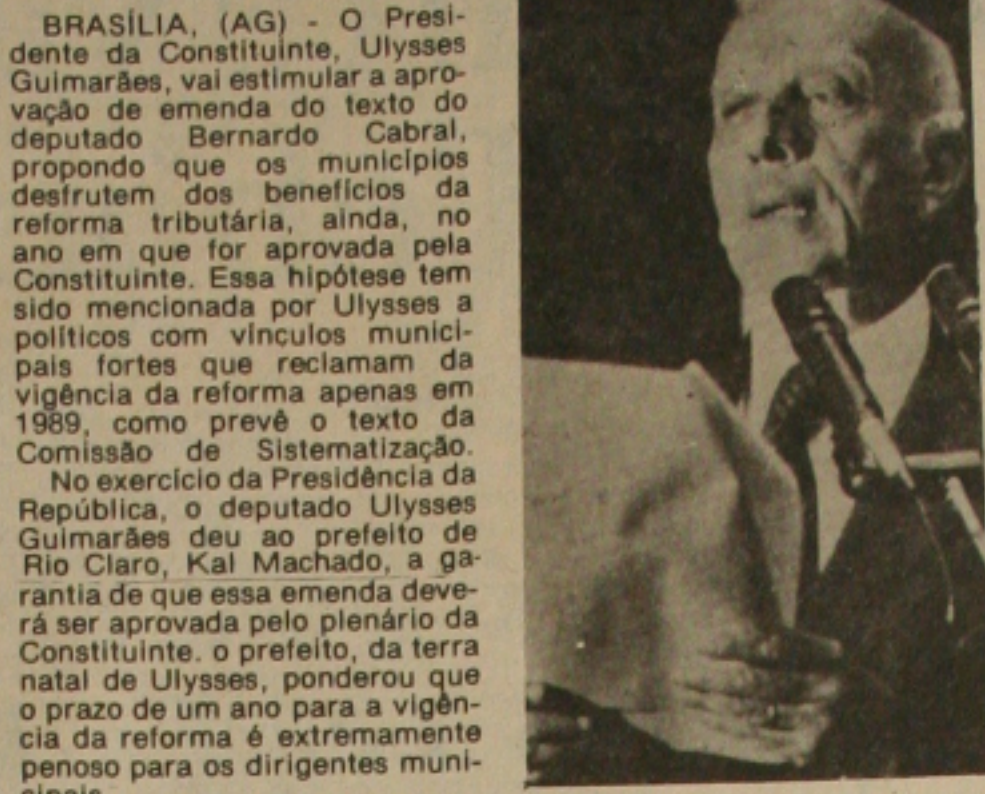 BRASÍLIA, (AG) - O Presi-
dente da Constituinte, Ulysses
Guimarães, vai estimular a apro-
vação de emenda do texto do
deputado Bernardo Cabral,
propondo que os municípios
desfrutem dos benefícios da
reforma tributária, ainda, no
ano em que for aprovada pela
Constituinte. Essa hipótese tem
sido mencionada por Ulysses a
políticos com vínculos munici-
pais fortes que reclamam da
vigência da reforma apenas em
1989, como prevê o texto da
Comissão de Sistematização.
No exercício da Presidência da
República, o deputado Ulysses
Guimarães deu ao prefeito de
Rio Claro, Kal Machado, a ga-
rantia de que essa emenda deve-
rá ser aprovada pelo plenário da
Constituinte. o prefeito, da terra
natal de Ulysses, ponderou que
o prazo de um ano para a vigên-
cia da reforma é extremamente
penoso para os dirigentes muni-